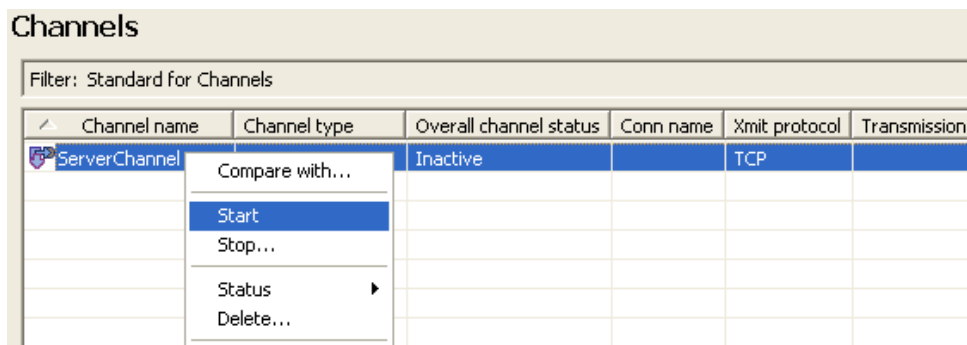 Channels
Filter: Standard for Channels
Channel name Channel type Overall channel status Conn name Xmit protocol Transmission
ServerChannel Inactive TCP
Compare with...
Start
Stop...
Status
Delete...